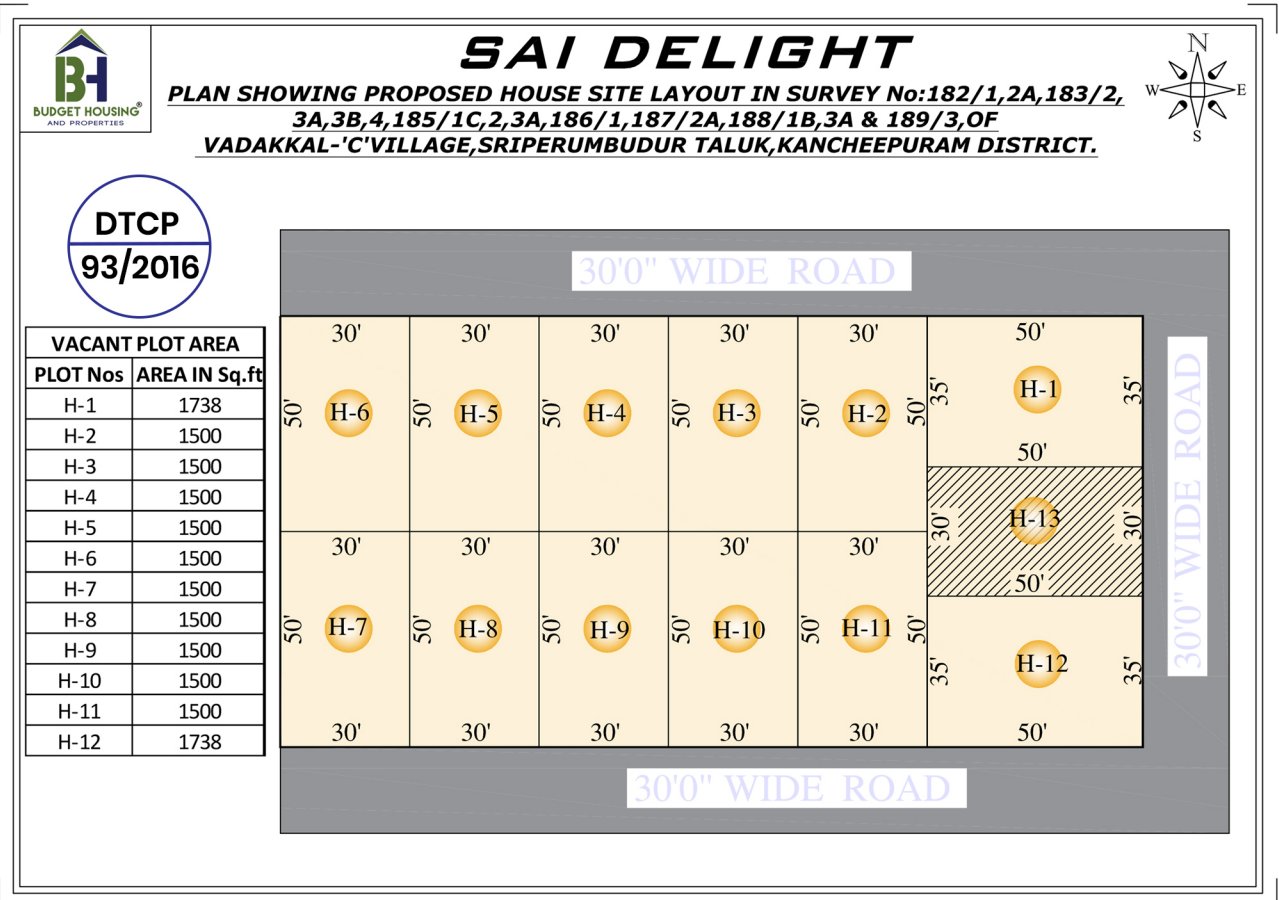 BH
BUDGET HOUSING®
AND PROPERTIES
SAI DELIGHT
PLAN SHOWING PROPOSED HOUSE SITE LAYOUT IN SURVEY No:182/1,2A,183/2,
3A,3B,4,185/1C,2,3A,186/1,187/2A,188/1B,3A & 189/3,OF
VADAKKAL-'C'VILLAGE,SRIPERUMBUDUR TALUK,KANCHEEPURAM DISTRICT.
N
W E
S
DTCP
93/2016
VACANT PLOT AREA
PLOT Nos AREA IN Sq.ft
H-1 1738
H-2 1500
H-3 1500
H-4 1500
H-5 1500
H-6 1500
H-7 1500
H-8 1500
H-9 1500
H-10 1500
H-11 1500
H-12 1738
30'0" WIDE ROAD
30' 30' 30' 30' 30' 50'
50' H-6 50' H-5 50' H-4 50' H-3 50' H-2 50' 35' H-1 35'
50'
30' H-13 30'
50'
30' 30' 30' 30' 30'
50' H-7 50' H-8 50' H-9 50' H-10 50' H-11 50' 35' H-12 35'
30' 30' 30' 30' 30' 50'
30'0" WIDE ROAD
30'0" WIDE ROAD